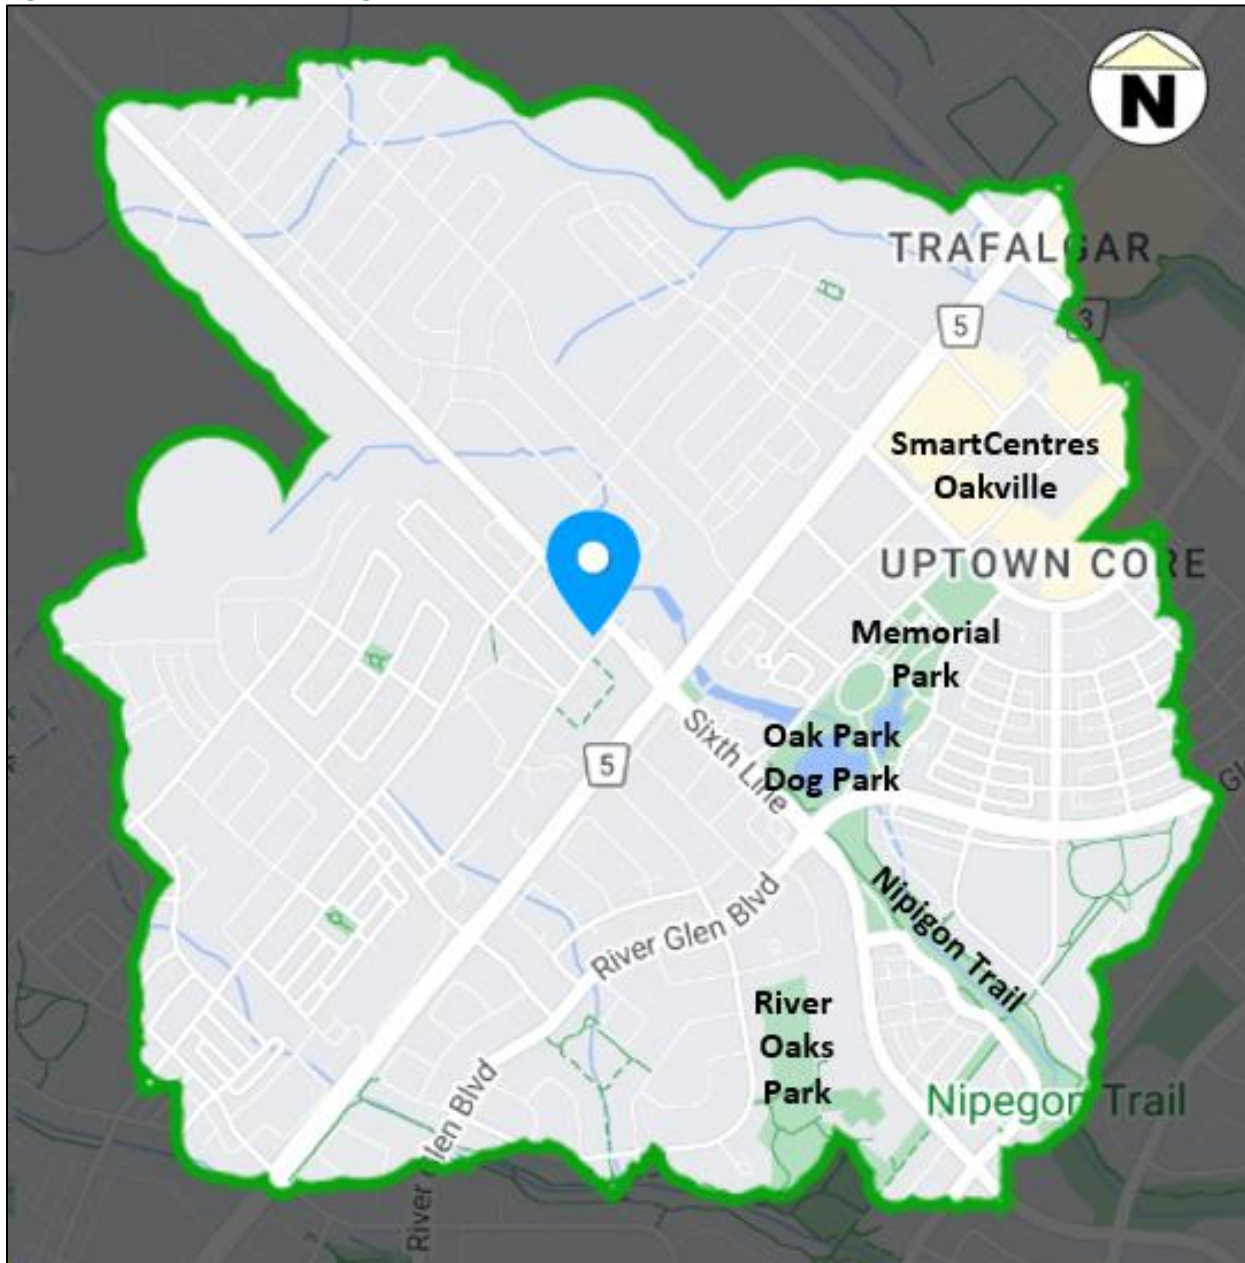 N
TRAFALGAR
5
3
SmartCentres
Oakville
UPTOWN CORE
Memorial
Park
Sixth Line
Oak Park
Dog Park
5
River Glen Blvd
Nipigon Trail
River
Oaks
Park
River Glen Blvd
Nipegon Trail